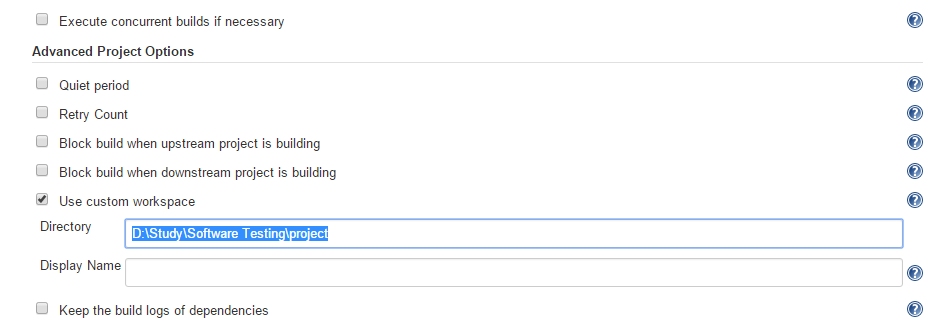 Execute concurrent builds if necessary
Advanced Project Options
Quiet period
Retry Count
Block build when upstream project is building
Block build when downstream project is building
Use custom workspace
Directory D:\Study\Software Testing\project
Display Name
Keep the build logs of dependencies